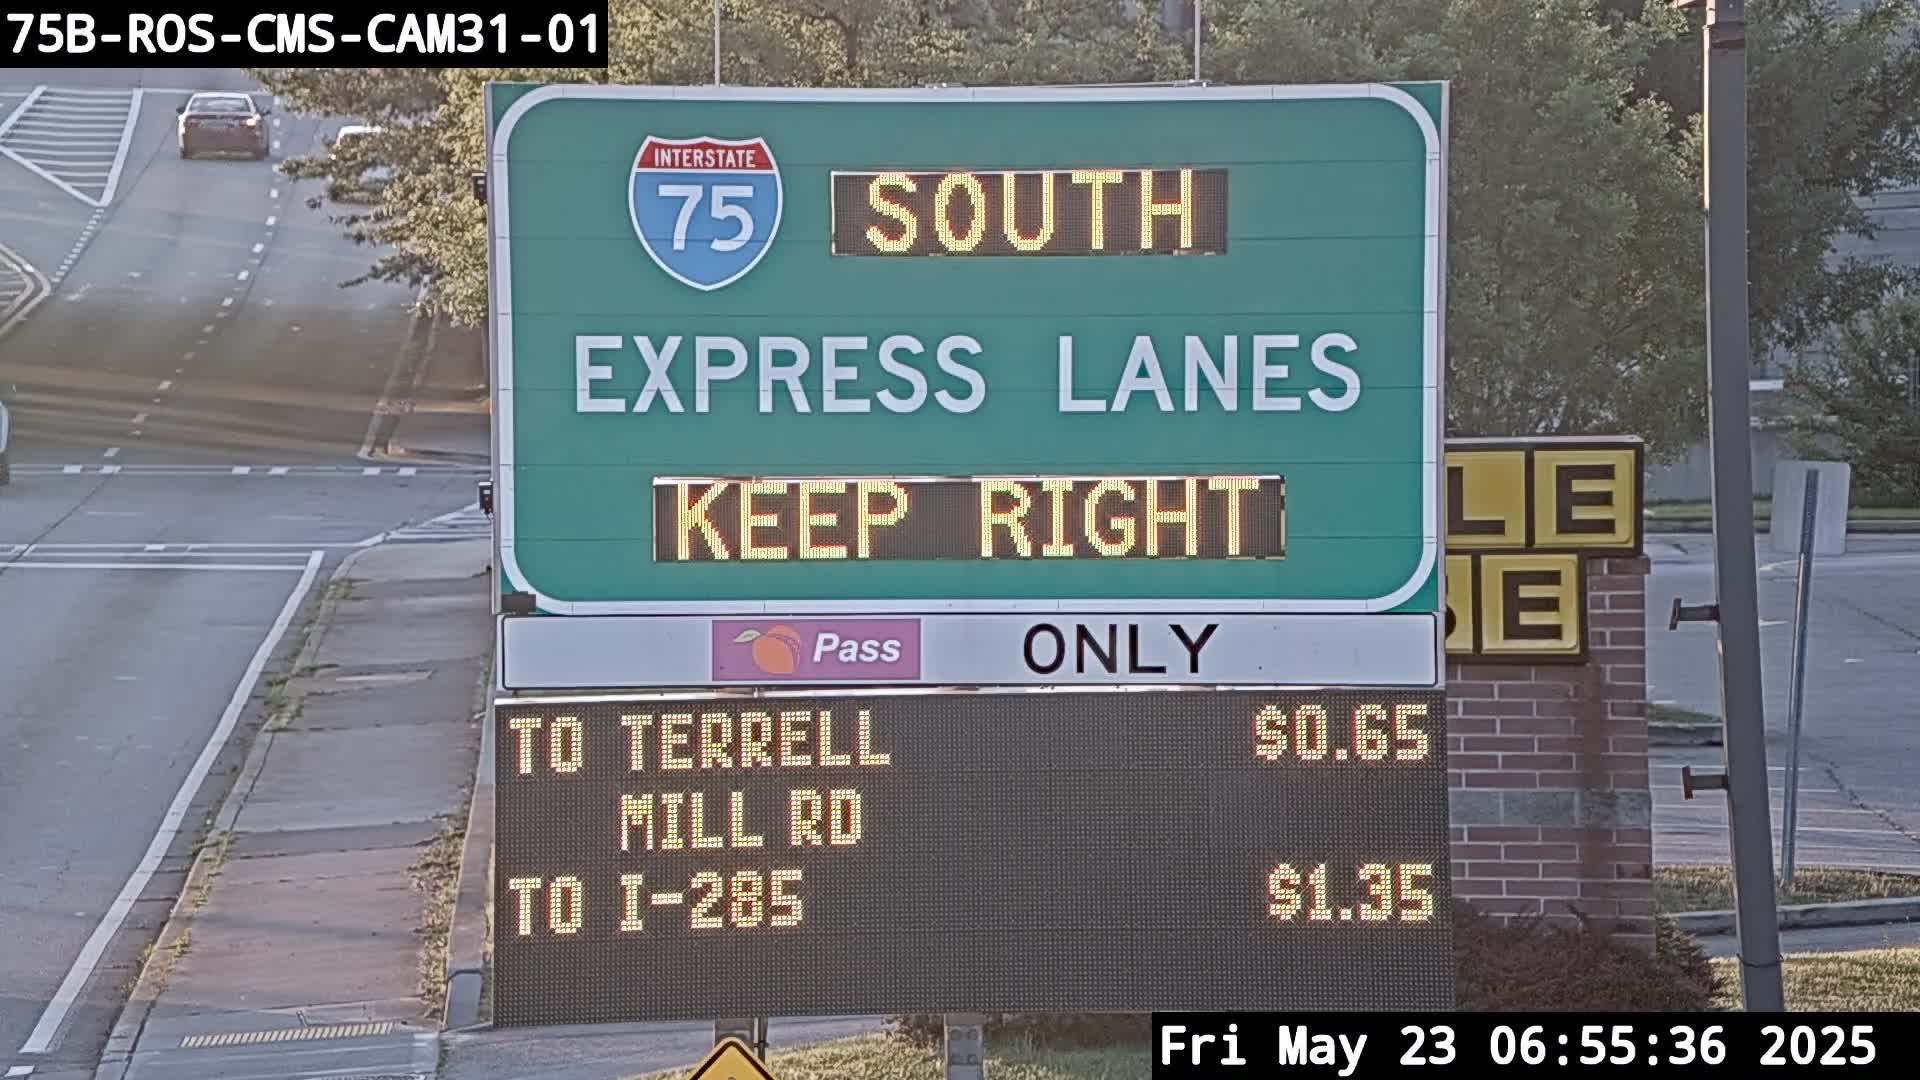 75B-ROS-CMS-CAM31-01
INTERSTATE
75
SOUTH
EXPRESS LANES
KEEP RIGHT
Pass ONLY
TO TERRELL $0.65
MILL RD
TO I-285 $1.35
LE
E
Fri May 23 06:55:36 2025